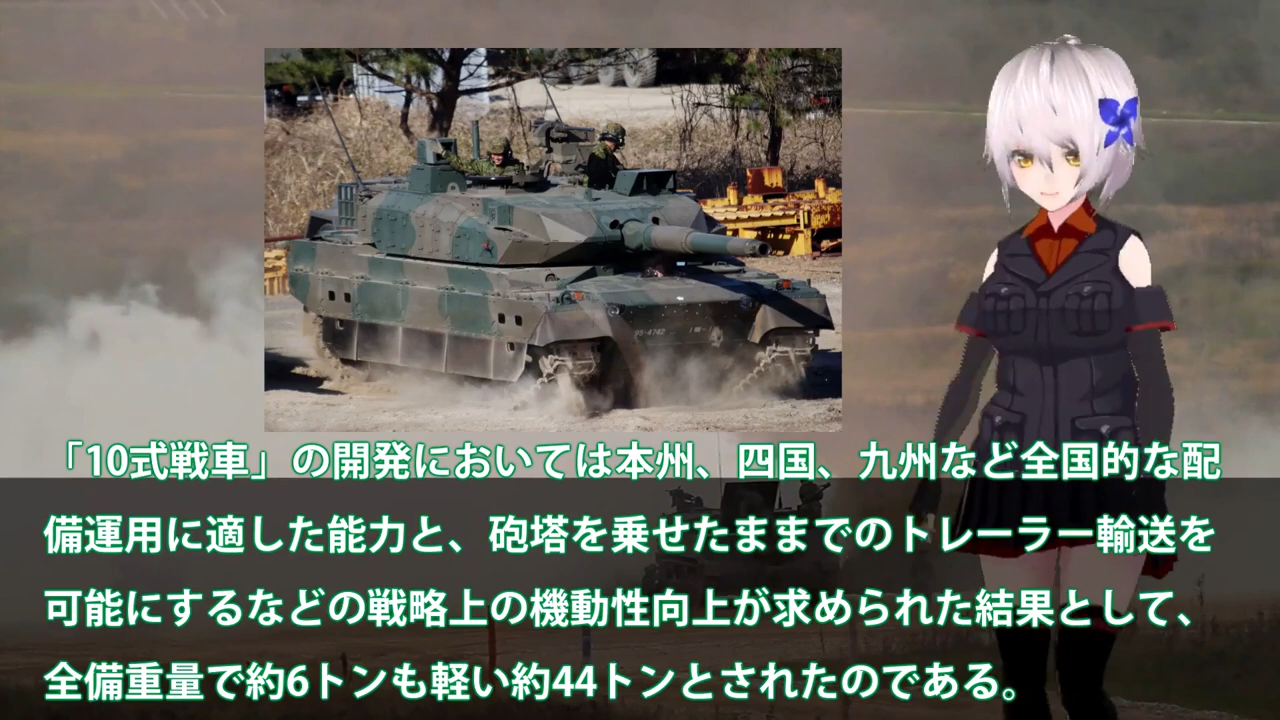 95-4742
「10式戦車」の開発においては本州、四国、九州など全国的な配
備運用に適した能力と、砲塔を乗せたままでのトレーラー輸送を
可能にするなどの戦略上の機動性向上が求められた結果として、
全備重量で約6トンも軽い約44トンとされたのである。